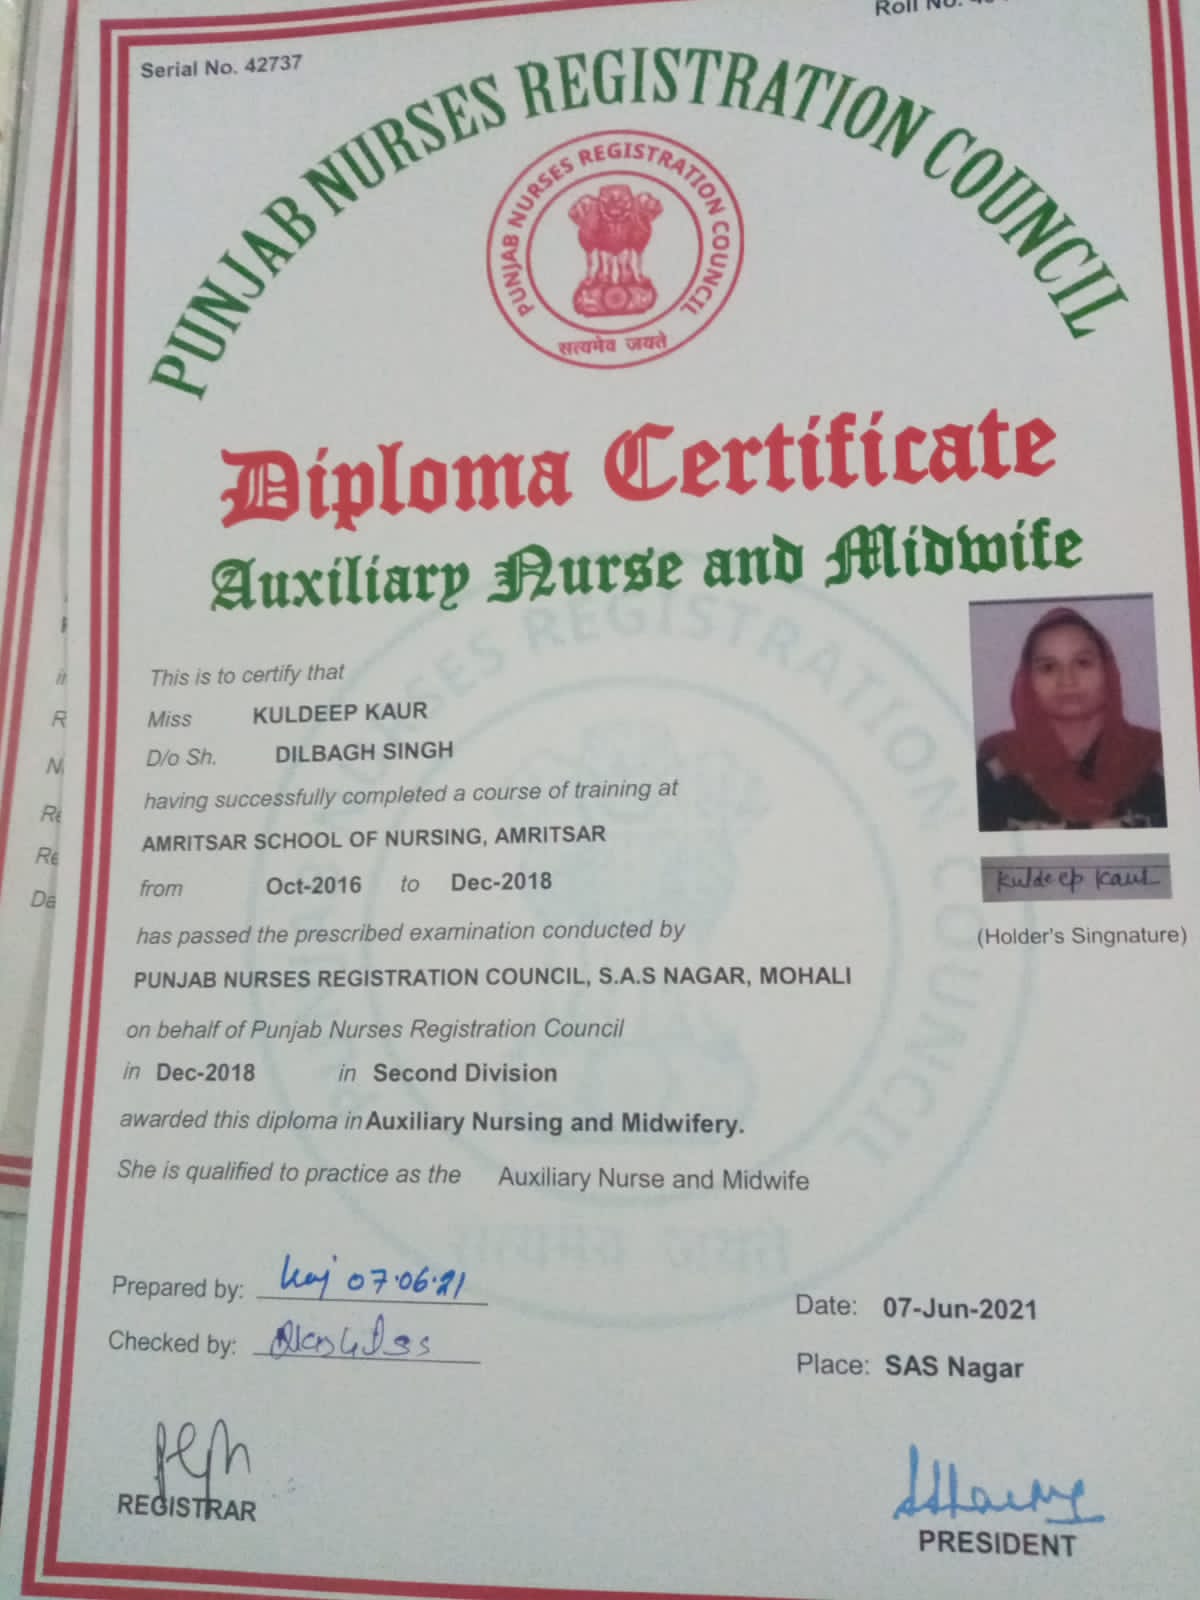 Serial No. 42737
Roll No.
PUNJAB NURSES REGISTRATION COUNCIL
PUNJAB NURSES REGISTRATION COUNCIL
सत्यमेव जयते
Diploma Certificate
Auxiliary Nurse and Midwife
This is to certify that
Miss KULDEEP KAUR
D/o Sh. DILBAGH SINGH
having successfully completed a course of training at
AMRITSAR SCHOOL OF NURSING, AMRITSAR
from Oct-2016 to Dec-2018
Kuldeep Kaur
(Holder's Singnature)
has passed the prescribed examination conducted by
PUNJAB NURSES REGISTRATION COUNCIL, S.A.S NAGAR, MOHALI
on behalf of Punjab Nurses Registration Council
in Dec-2018 in Second Division
awarded this diploma in Auxiliary Nursing and Midwifery.
She is qualified to practice as the Auxiliary Nurse and Midwife
Prepared by: 07.06.21
Checked by:
Date: 07-Jun-2021
Place: SAS Nagar
REGISTRAR
PRESIDENT